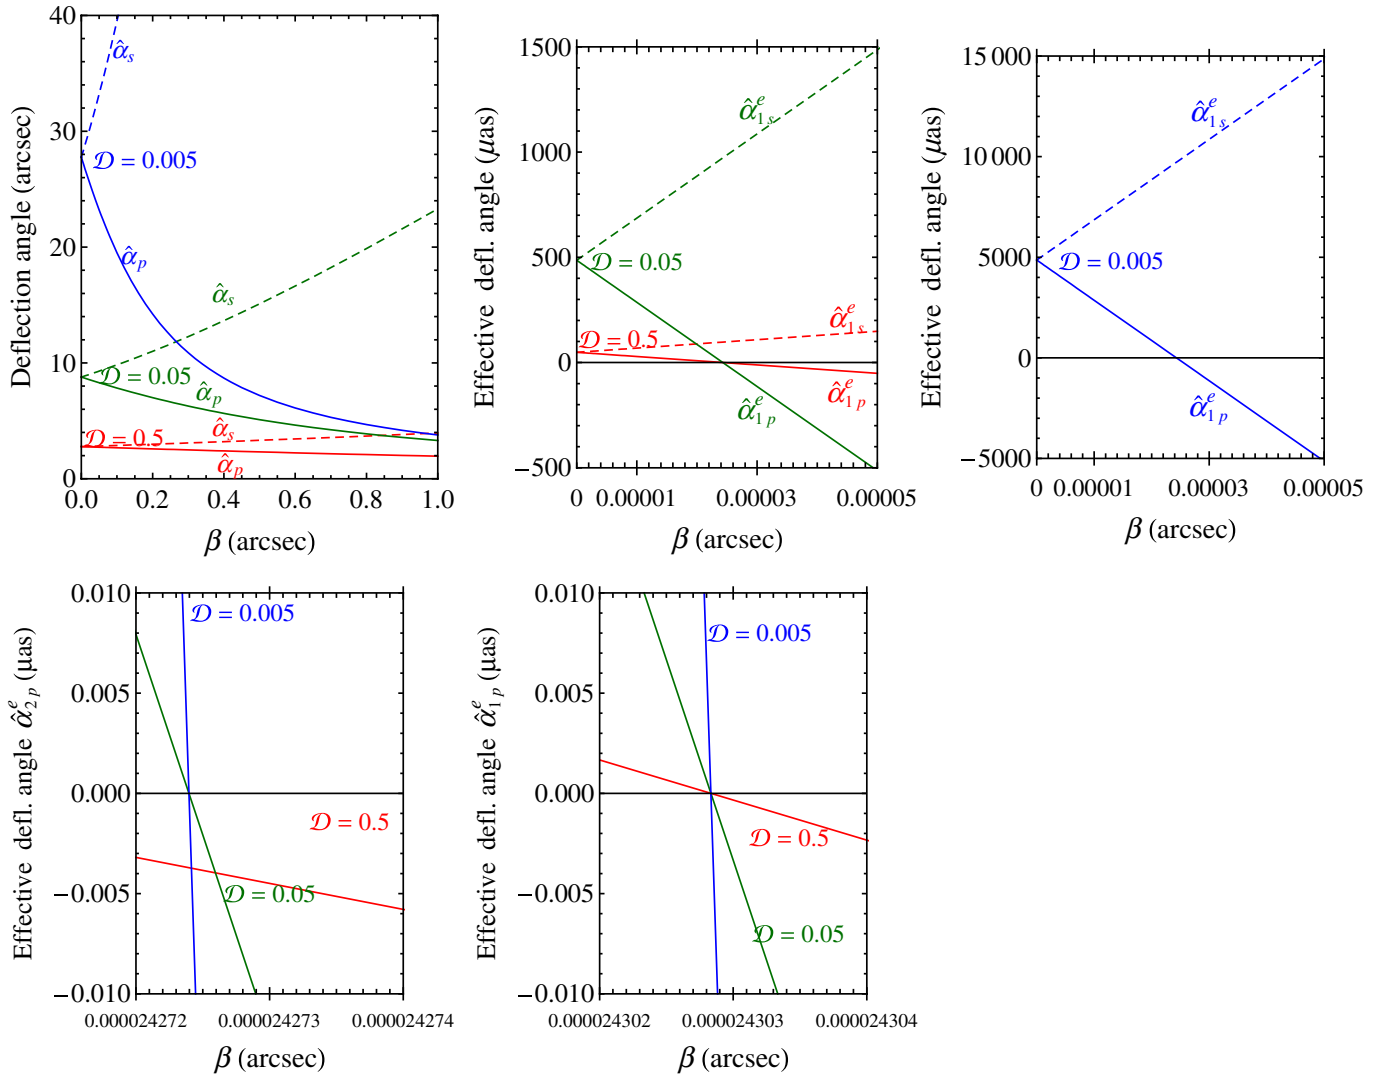 Deflection angle (arcsec)
40
30
20
10
0
α̂ₛ
𝒟 = 0.005
α̂ₚ
α̂ₛ
𝒟 = 0.05
α̂ₚ
α̂ₛ
𝒟 = 0.5
α̂ₚ
0.0 0.2 0.4 0.6 0.8 1.0
β (arcsec)
Effective defl. angle (μas)
1500
1000
500
0
−500
α̂ᵉ₁ₛ
𝒟 = 0.05
α̂ᵉ₁ₛ
𝒟 = 0.5
α̂ᵉ₁ₚ
α̂ᵉ₁ₚ
0 0.00001 0.00003 0.00005
β (arcsec)
Effective defl. angle (μas)
15 000
10 000
5000
0
−5000
α̂ᵉ₁ₛ
𝒟 = 0.005
α̂ᵉ₁ₚ
0 0.00001 0.00003 0.00005
β (arcsec)
Effective defl. angle α̂ᵉ₂ₚ (μas)
0.010
0.005
0.000
−0.005
−0.010
𝒟 = 0.005
𝒟 = 0.5
𝒟 = 0.05
0.000024272 0.000024273 0.000024274
β (arcsec)
Effective defl. angle α̂ᵉ₁ₚ (μas)
0.010
0.005
0.000
−0.005
−0.010
𝒟 = 0.005
𝒟 = 0.5
𝒟 = 0.05
0.000024302 0.000024303 0.000024304
β (arcsec)